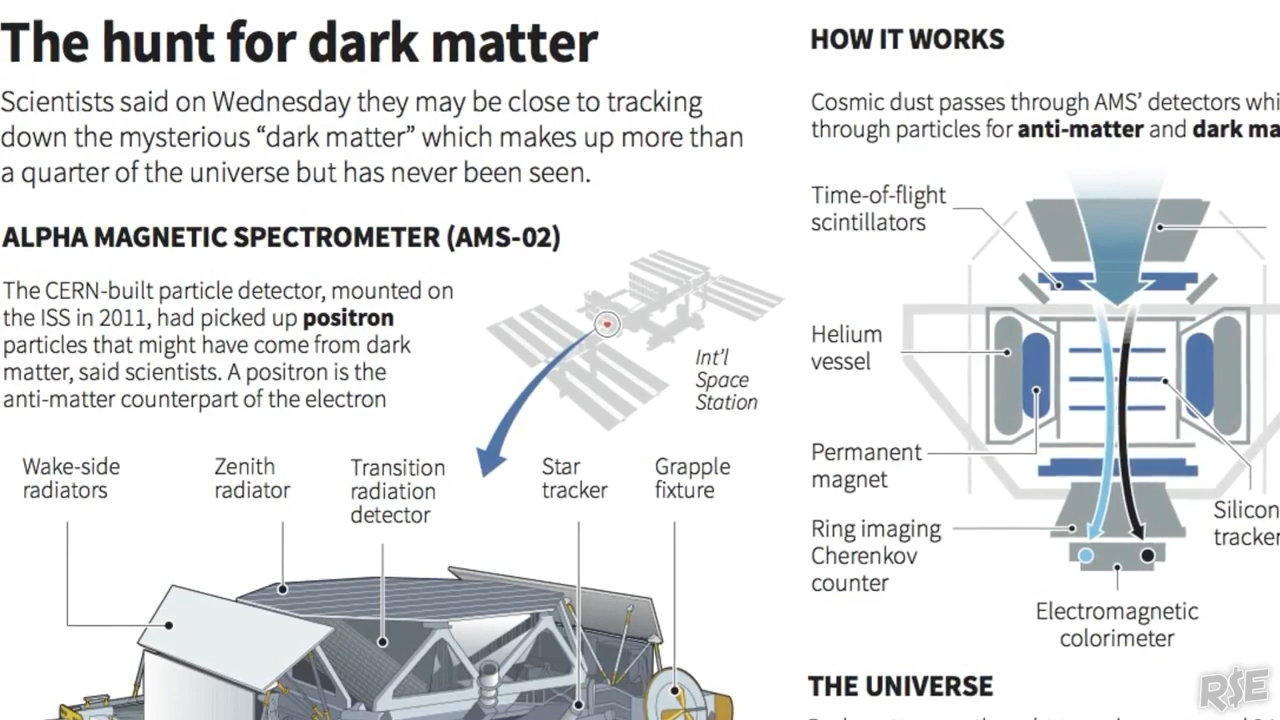 The hunt for dark matter
Scientists said on Wednesday they may be close to tracking
down the mysterious “dark matter” which makes up more than
a quarter of the universe but has never been seen.
ALPHA MAGNETIC SPECTROMETER (AMS-02)
The CERN-built particle detector, mounted on
the ISS in 2011, had picked up positron
particles that might have come from dark
matter, said scientists. A positron is the
anti-matter counterpart of the electron
Int’l
Space
Station
Wake-side
radiators
Zenith
radiator
Transition
radiation
detector
Star
tracker
Grapple
fixture
HOW IT WORKS
Cosmic dust passes through AMS’ detectors whi
through particles for anti-matter and dark ma
Time-of-flight
scintillators
Helium
vessel
Permanent
magnet
Ring imaging
Cherenkov
counter
Silicon
tracker
Electromagnetic
colorimeter
THE UNIVERSE
R$E